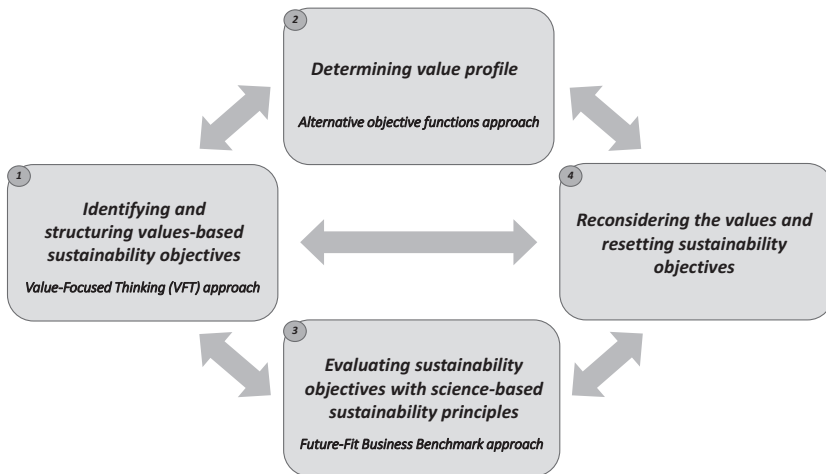 2
Determining value profile
Alternative objective functions approach
1
Identifying and
structuring values-based
sustainability objectives
Value-Focused Thinking (VFT) approach
4
Reconsidering the values and
resetting sustainability
objectives
3
Evaluating sustainability
objectives with science-based
sustainability principles
Future-Fit Business Benchmark approach